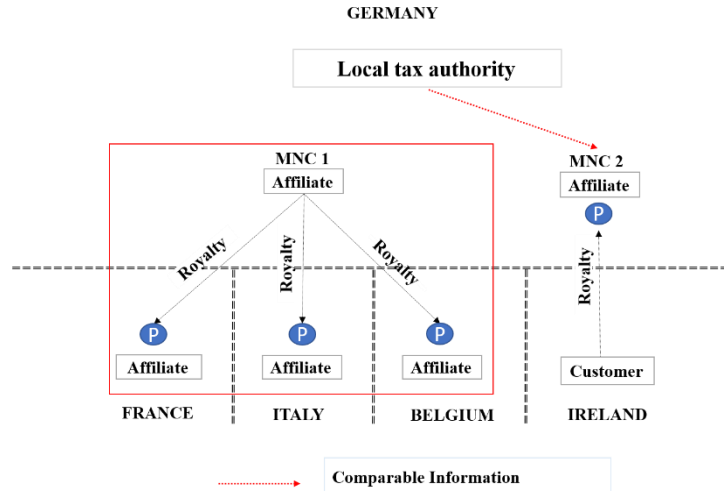 GERMANY
Local tax authority
MNC 1
Affiliate
MNC 2
Affiliate
P
Royalty
Royalty
Royalty
Royalty
P
P
P
Affiliate
Affiliate
Affiliate
Customer
FRANCE
ITALY
BELGIUM
IRELAND
Comparable Information